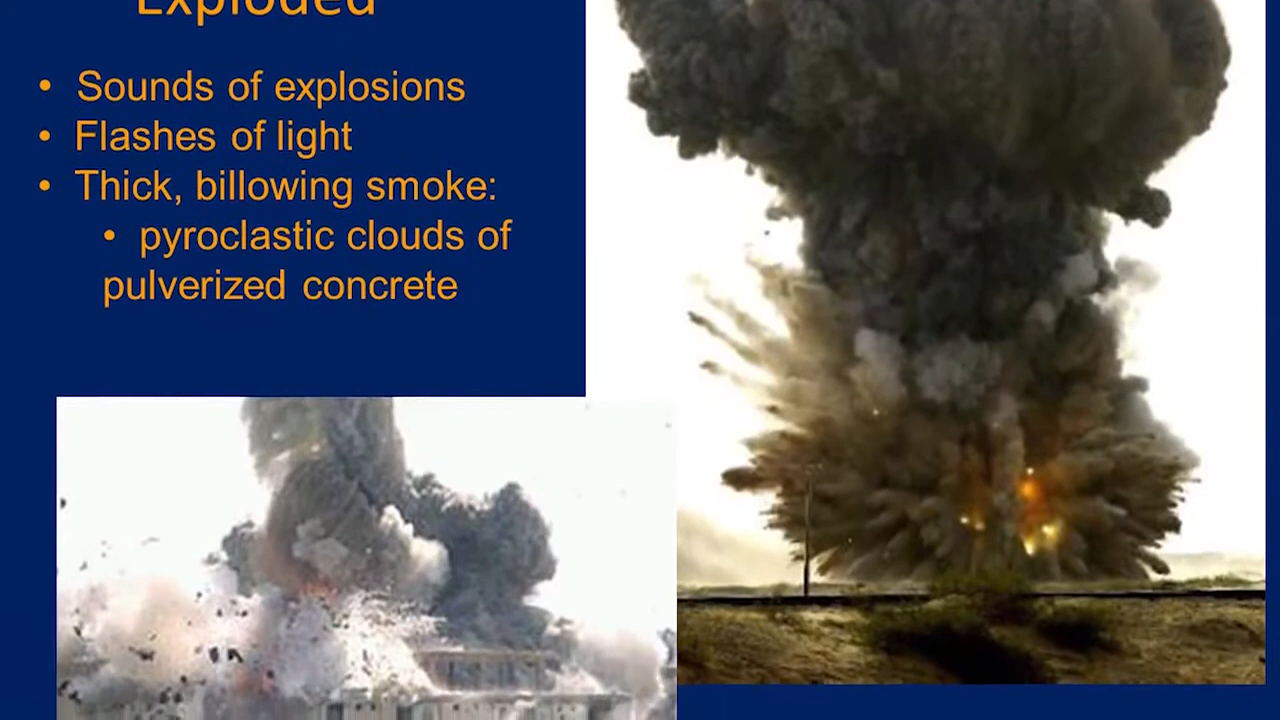 Exploded
• Sounds of explosions
• Flashes of light
• Thick, billowing smoke:
• pyroclastic clouds of
pulverized concrete